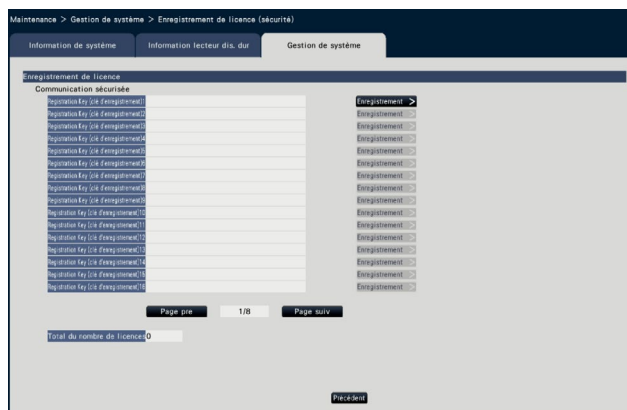 Maintenance > Gestion de système > Enregistrement de licence (sécurité)
Information de système Information lecteur dis. dur Gestion de système
Enregistrement de licence
Communication sécurisée
Registration Key (clé d'enregistrement)1 Enregistrement >
Registration Key (clé d'enregistrement)2 Enregistrement >
Registration Key (clé d'enregistrement)3 Enregistrement >
Registration Key (clé d'enregistrement)4 Enregistrement >
Registration Key (clé d'enregistrement)5 Enregistrement >
Registration Key (clé d'enregistrement)6 Enregistrement >
Registration Key (clé d'enregistrement)7 Enregistrement >
Registration Key (clé d'enregistrement)8 Enregistrement >
Registration Key (clé d'enregistrement)9 Enregistrement >
Registration Key (clé d'enregistrement)10 Enregistrement >
Registration Key (clé d'enregistrement)11 Enregistrement >
Registration Key (clé d'enregistrement)12 Enregistrement >
Registration Key (clé d'enregistrement)13 Enregistrement >
Registration Key (clé d'enregistrement)14 Enregistrement >
Registration Key (clé d'enregistrement)15 Enregistrement >
Registration Key (clé d'enregistrement)16 Enregistrement >
Page pre 1/8 Page suiv
Total du nombre de licences 0
Précédent